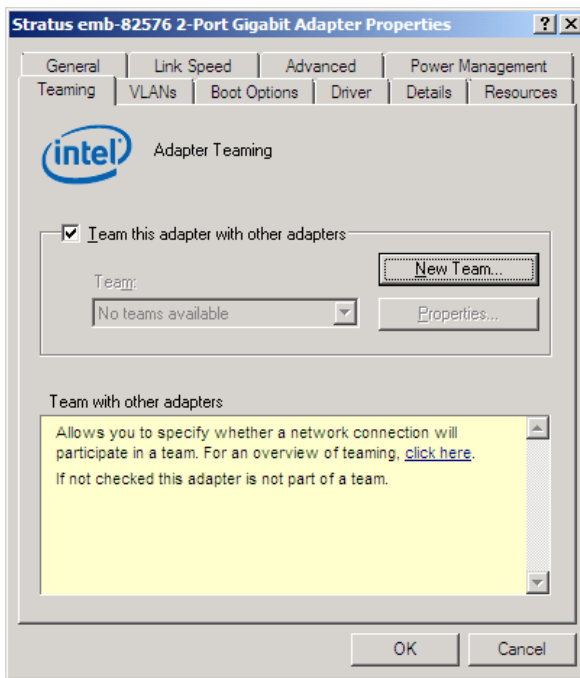 Stratus emb-82576 2-Port Gigabit Adapter Properties
General Link Speed Advanced Power Management
Teaming VLANs Boot Options Driver Details Resources
intel Adapter Teaming
Team this adapter with other adapters
New Team...
Team:
No teams available Properties...
Team with other adapters
Allows you to specify whether a network connection will
participate in a team. For an overview of teaming, click here.
If not checked this adapter is not part of a team.
OK Cancel